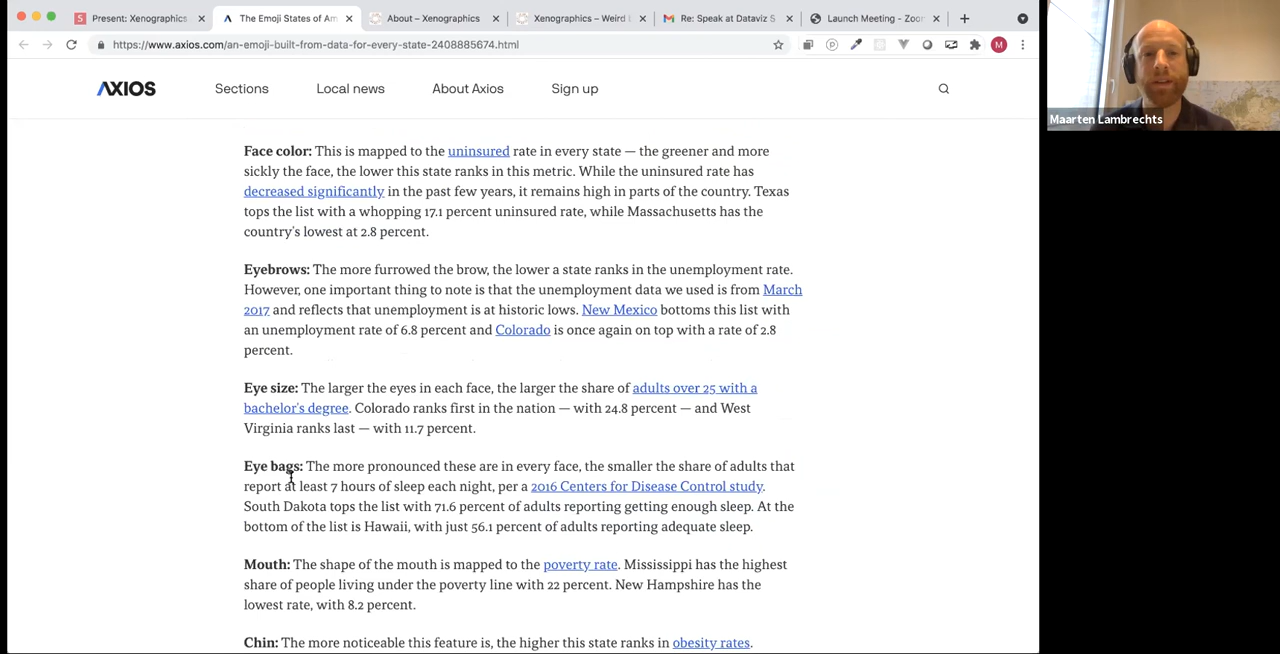 Present: Xenographics
The Emoji States of Am
About – Xenographics
Xenographics – Weird
Re: Speak at Dataviz S
Launch Meeting - Zoo
https://www.axios.com/an-emoji-built-from-data-for-every-state-2408885674.html
M
AXIOS
Sections
Local news
About Axios
Sign up
Maarten Lambrechts
Face color: This is mapped to the uninsured rate in every state — the greener and more
sickly the face, the lower this state ranks in this metric. While the uninsured rate has
decreased significantly in the past few years, it remains high in parts of the country. Texas
tops the list with a whopping 17.1 percent uninsured rate, while Massachusetts has the
country's lowest at 2.8 percent.
Eyebrows: The more furrowed the brow, the lower a state ranks in the unemployment rate.
However, one important thing to note is that the unemployment data we used is from March
2017 and reflects that unemployment is at historic lows. New Mexico bottoms this list with
an unemployment rate of 6.8 percent and Colorado is once again on top with a rate of 2.8
percent.
Eye size: The larger the eyes in each face, the larger the share of adults over 25 with a
bachelor's degree. Colorado ranks first in the nation — with 24.8 percent — and West
Virginia ranks last — with 11.7 percent.
Eye bags: The more pronounced these are in every face, the smaller the share of adults that
report at least 7 hours of sleep each night, per a 2016 Centers for Disease Control study.
South Dakota tops the list with 71.6 percent of adults reporting getting enough sleep. At the
bottom of the list is Hawaii, with just 56.1 percent of adults reporting adequate sleep.
Mouth: The shape of the mouth is mapped to the poverty rate. Mississippi has the highest
share of people living under the poverty line with 22 percent. New Hampshire has the
lowest rate, with 8.2 percent.
Chin: The more noticeable this feature is, the higher this state ranks in obesity rates.